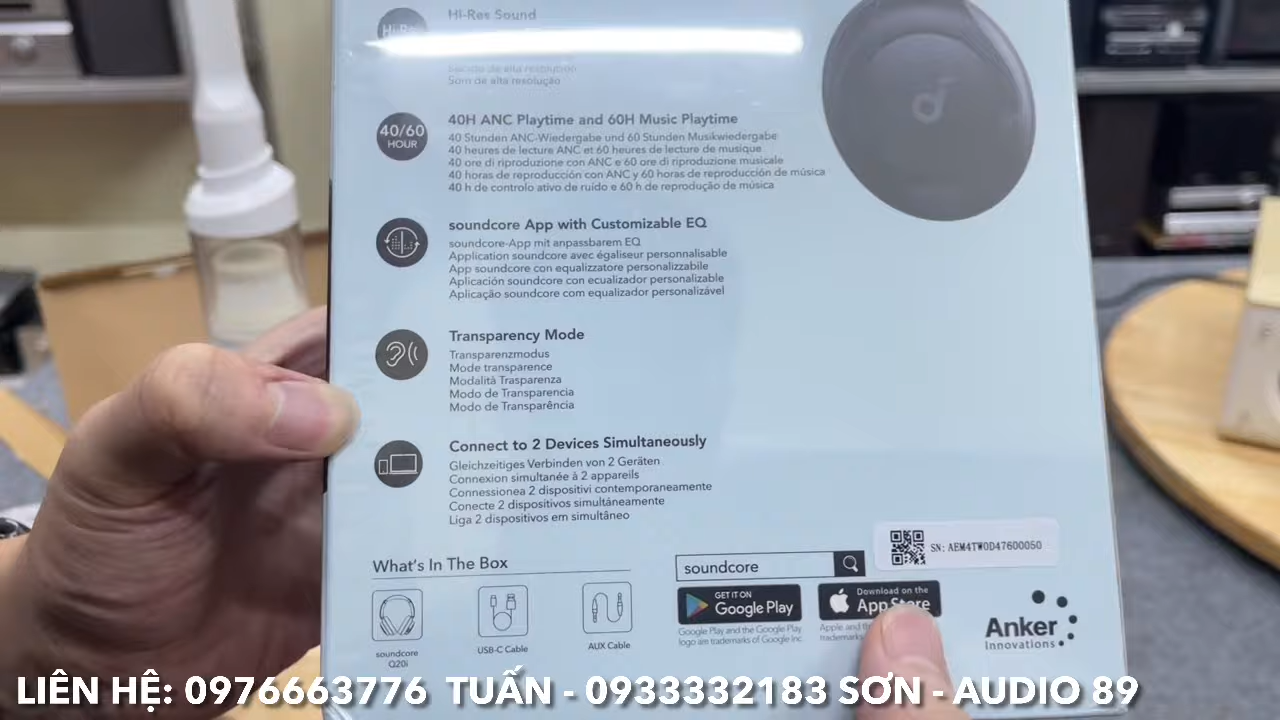 Hi-Res Sound
Som de alta resolução
40/60
HOUR
40H ANC Playtime and 60H Music Playtime
40 Stunden ANC-Wiedergabe und 60 Stunden Musikwiedergabe
40 heures de lecture ANC et 60 heures de lecture de musique
40 ore di riproduzione con ANC e 60 ore di riproduzione musicale
40 horas de reproducción con ANC y 60 horas de reproducción de música
40 h de controlo ativo de ruído e 60 h de reprodução de música
soundcore App with Customizable EQ
soundcore-App mit anpassbarem EQ
Application soundcore avec égaliseur personnalisable
App soundcore con equalizzatore personalizzabile
Aplicación soundcore con ecualizador personalizable
Aplicação soundcore com equalizador personalizável
Transparency Mode
Transparenzmodus
Mode transparence
Modalità Trasparenza
Modo de Transparencia
Modo de Transparência
Connect to 2 Devices Simultaneously
Gleichzeitiges Verbinden von 2 Geräten
Connexion simultanée à 2 appareils
Connessionea 2 dispositivi contemporaneamente
Conecte 2 dispositivos simultáneamente
Liga 2 dispositivos em simultâneo
What's In The Box
soundcore
Q20i
USB-C Cable
AUX Cable
soundcore
SN: AEM4TW0D47600050
GET IT ON
Google Play
Google Play and the Google Play
logo are trademarks of Google Inc
Download on the
App Store
Apple and
trademarks
Anker
Innovations
LIÊN HỆ: 0976663776 TUẤN - 0933332183 SƠN - AUDIO 89